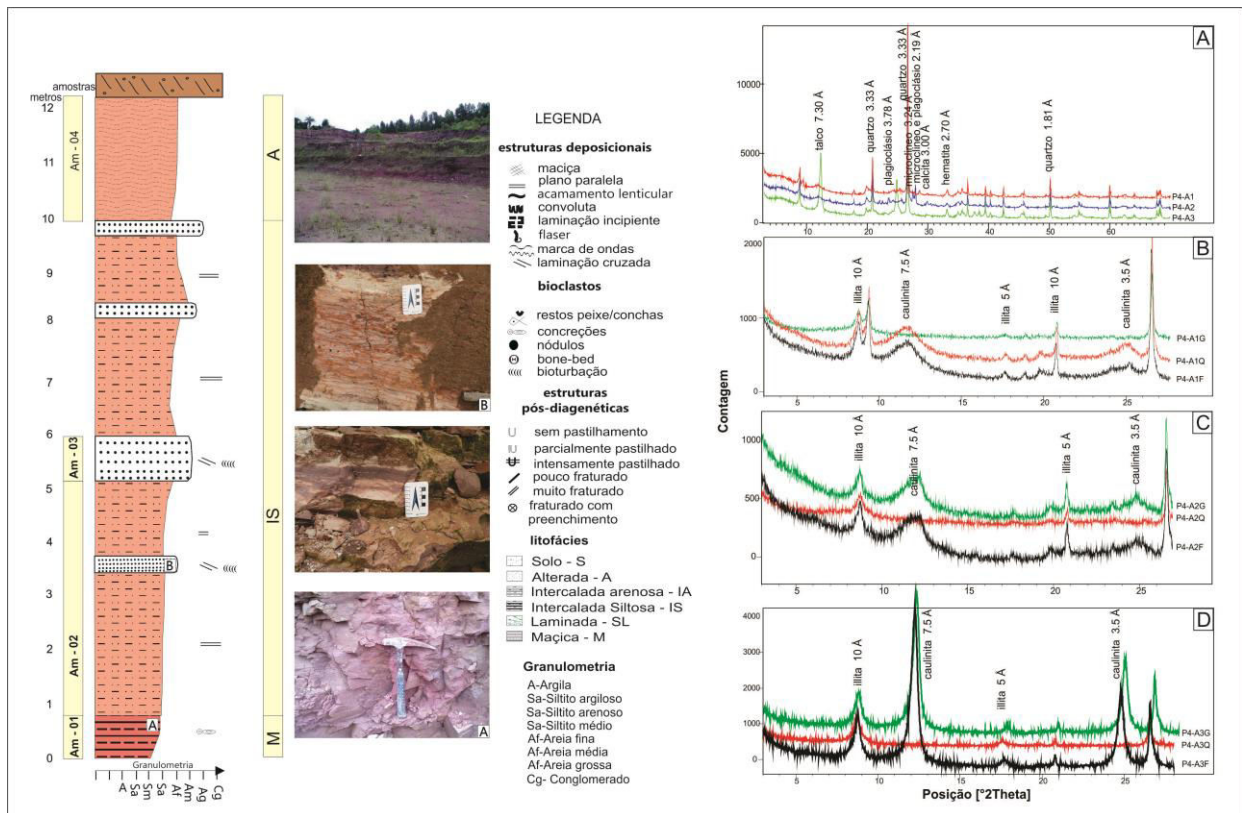 amostras
metros
12
11
10
9
8
7
6
5
4
3
2
1
0
Am - 04
Am - 03
Am - 02
Am - 01
B
A
Granulometria
A
Sa
Sm
Sa
Af
Am
Ag
Cg
A
IS
M
B
A
LEGENDA
estruturas deposicionais
maciça
plano paralela
acamamento lenticular
convoluta
laminação incipiente
flaser
marca de ondas
laminação cruzada
bioclastos
restos peixe/conchas
concreções
nódulos
bone-bed
bioturbação
estruturas
pós-diagenéticas
sem pastilhamento
parcialmente pastilhado
intensamente pastilhado
pouco fraturado
muito fraturado
fraturado com
preenchimento
litofácies
Solo - S
Alterada - A
Intercalada arenosa - IA
Intercalada Siltosa - IS
Laminada - SL
Maçica - M
Granulometria
A-Argila
Sa-Siltito argiloso
Sa-Siltito arenoso
Sa-Siltito médio
Af-Areia fina
Af-Areia média
Af-Areia grossa
Cg- Conglomerado
A
10000
5000
0
talco 7.30 Å
quartzo 3.33 Å
plagioclásio 3.78 Å
quartzo 3.33 Å
microclíneo 3.24 Å
microclíneo e plagioclásio 2.19 Å
calcita 3.00 Å
hematita 2.70 Å
quartzo 1.81 Å
P4-A1
P4-A2
P4-A3
10 20 30 40 50 60
B
2000
1000
0
illita 10 Å
caulinita 7.5 Å
illita 5 Å
illita 10 Å
caulinita 3.5 Å
P4-A1G
P4-A1Q
P4-A1F
5 10 15 20 25
Contagem
C
1000
500
0
illita 10 Å
caulinita 7.5 Å
illita 5 Å
caulinita 3.5 Å
P4-A2G
P4-A2Q
P4-A2F
5 10 15 20 25
D
4000
3000
2000
1000
0
illita 10 Å
caulinita 7.5 Å
illita 5 Å
caulinita 3.5 Å
P4-A3G
P4-A3Q
P4-A3F
5 10 15 20 25
Posição [°2Theta]